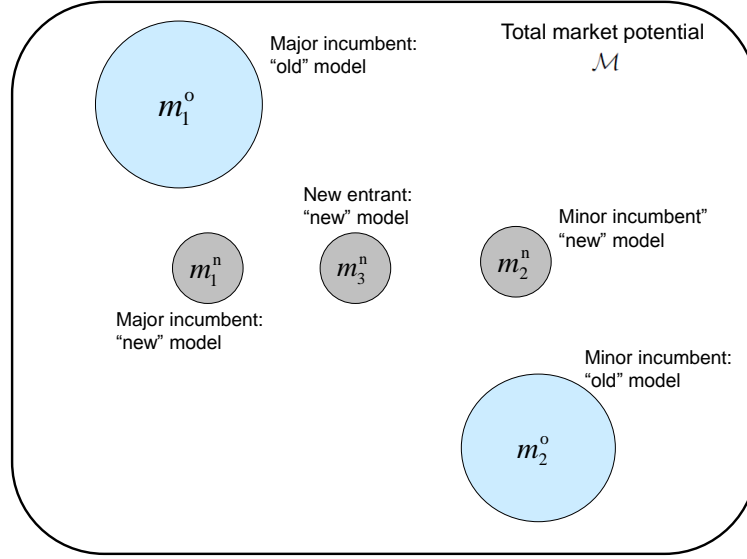 Major incumbent:
“old” model
Total market potential
ℳ
m₁ᵒ
New entrant:
“new” model
Minor incumbent”
“new” model
m₁ⁿ
m₃ⁿ
m₂ⁿ
Major incumbent:
“new” model
Minor incumbent:
“old” model
m₂ᵒ